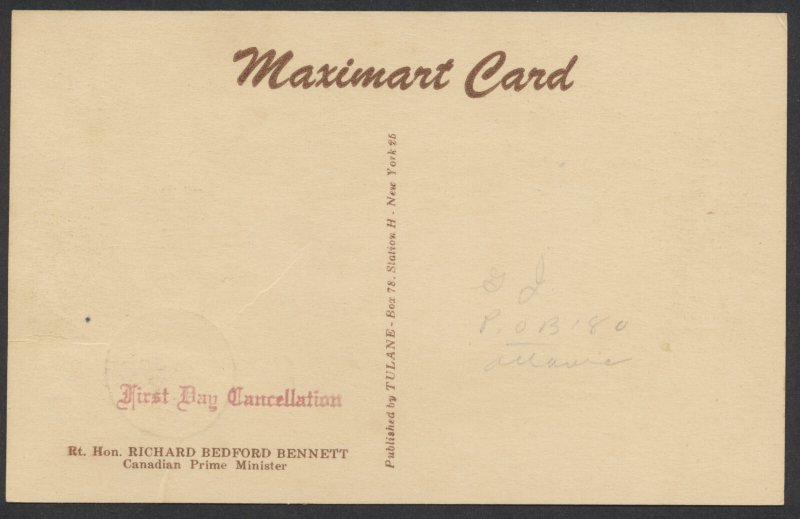 Maximart Card
Published by TULANE - Box 78, Station H - New York 25
First Day Cancellation
Rt. Hon. RICHARD BEDFORD BENNETT
Canadian Prime Minister
P.O B 180